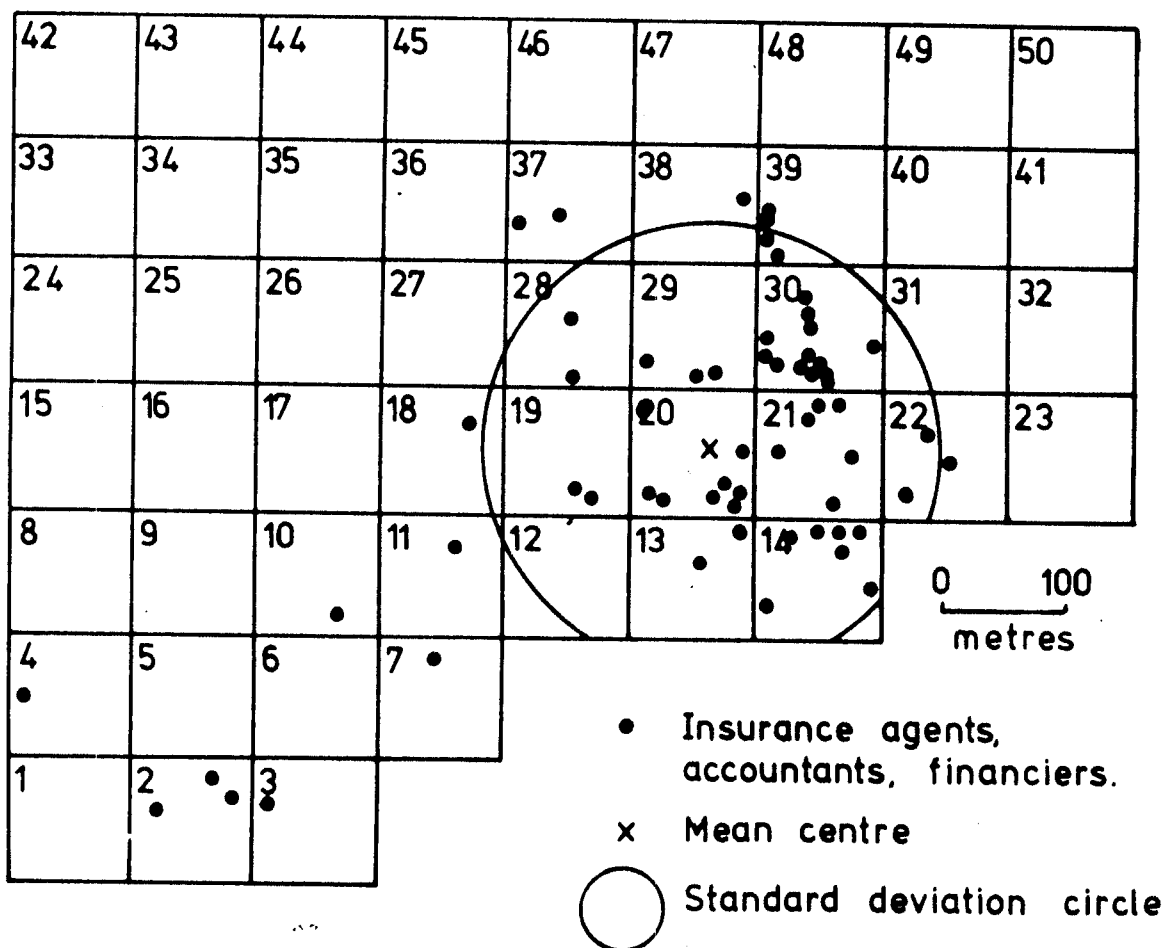 42 43 44 45 46 47 48 49 50
33 34 35 36 37 38 39 40 41
24 25 26 27 28 29 30 31 32
15 16 17 18 19 20 21 22 23
8 9 10 11 12 13 14
0 100
metres
4 5 6 7
1 2 3
Insurance agents,
accountants, financiers.
x Mean centre
Standard deviation circle